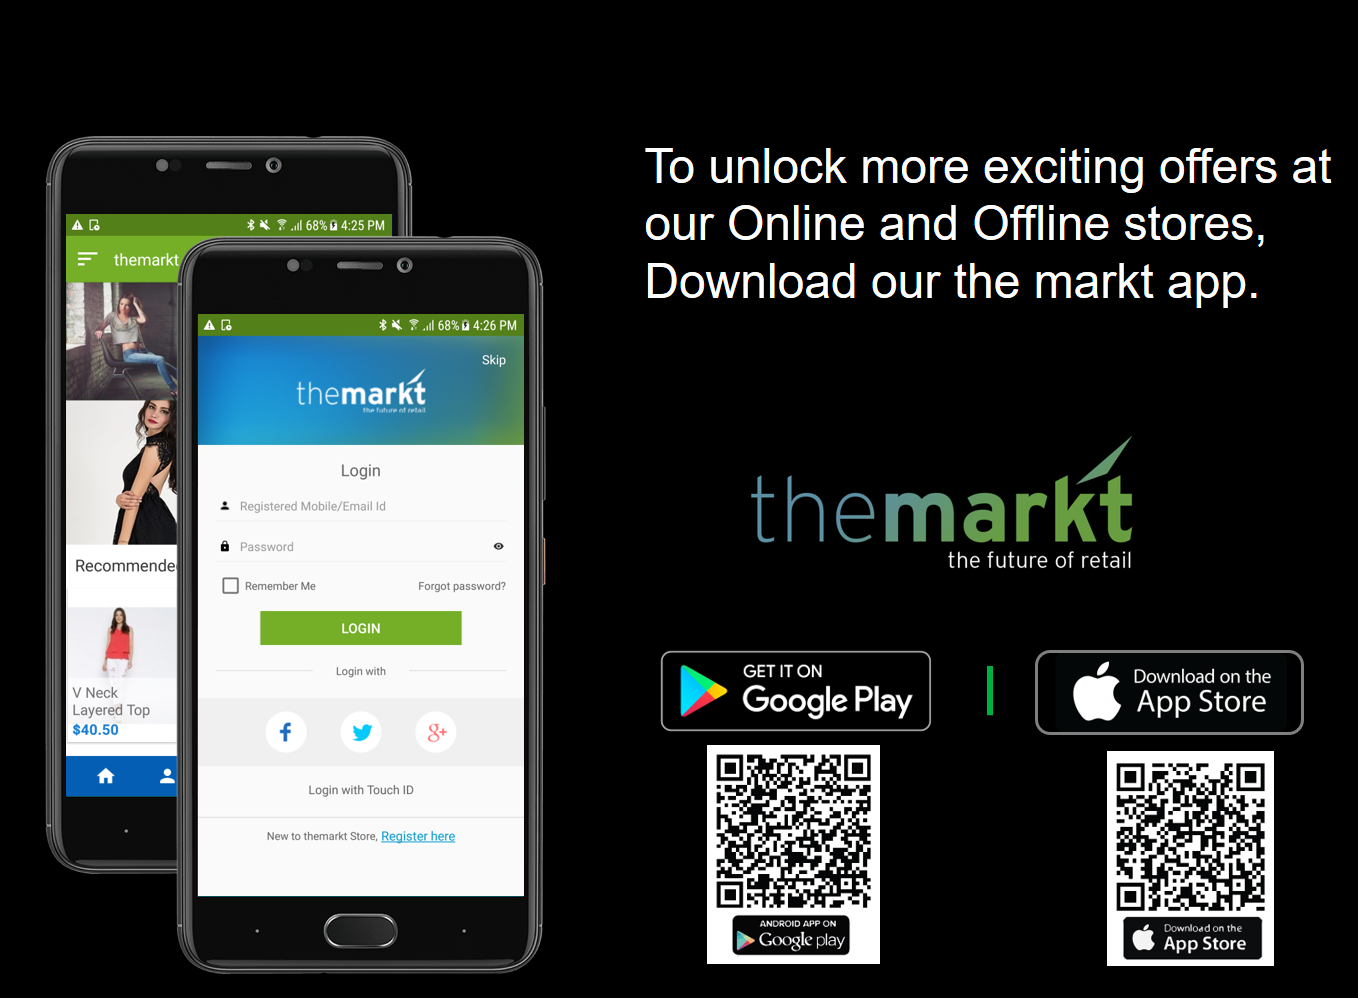 To unlock more exciting offers at
our Online and Offline stores,
Download our the markt app.
68% 4:25 PM
themarkt
Recommende
V Neck
Layered Top
$40.50
68% 4:26 PM
Skip
themarkt
the future of retail
Login
Registered Mobile/Email Id
Password
Remember Me
Forgot password?
LOGIN
Login with
f
g+
Login with Touch ID
New to themarkt Store, Register here
themarkt
the future of retail
GET IT ON
Google Play
Download on the
App Store
ANDROID APP ON
Google play
Download on the
App Store